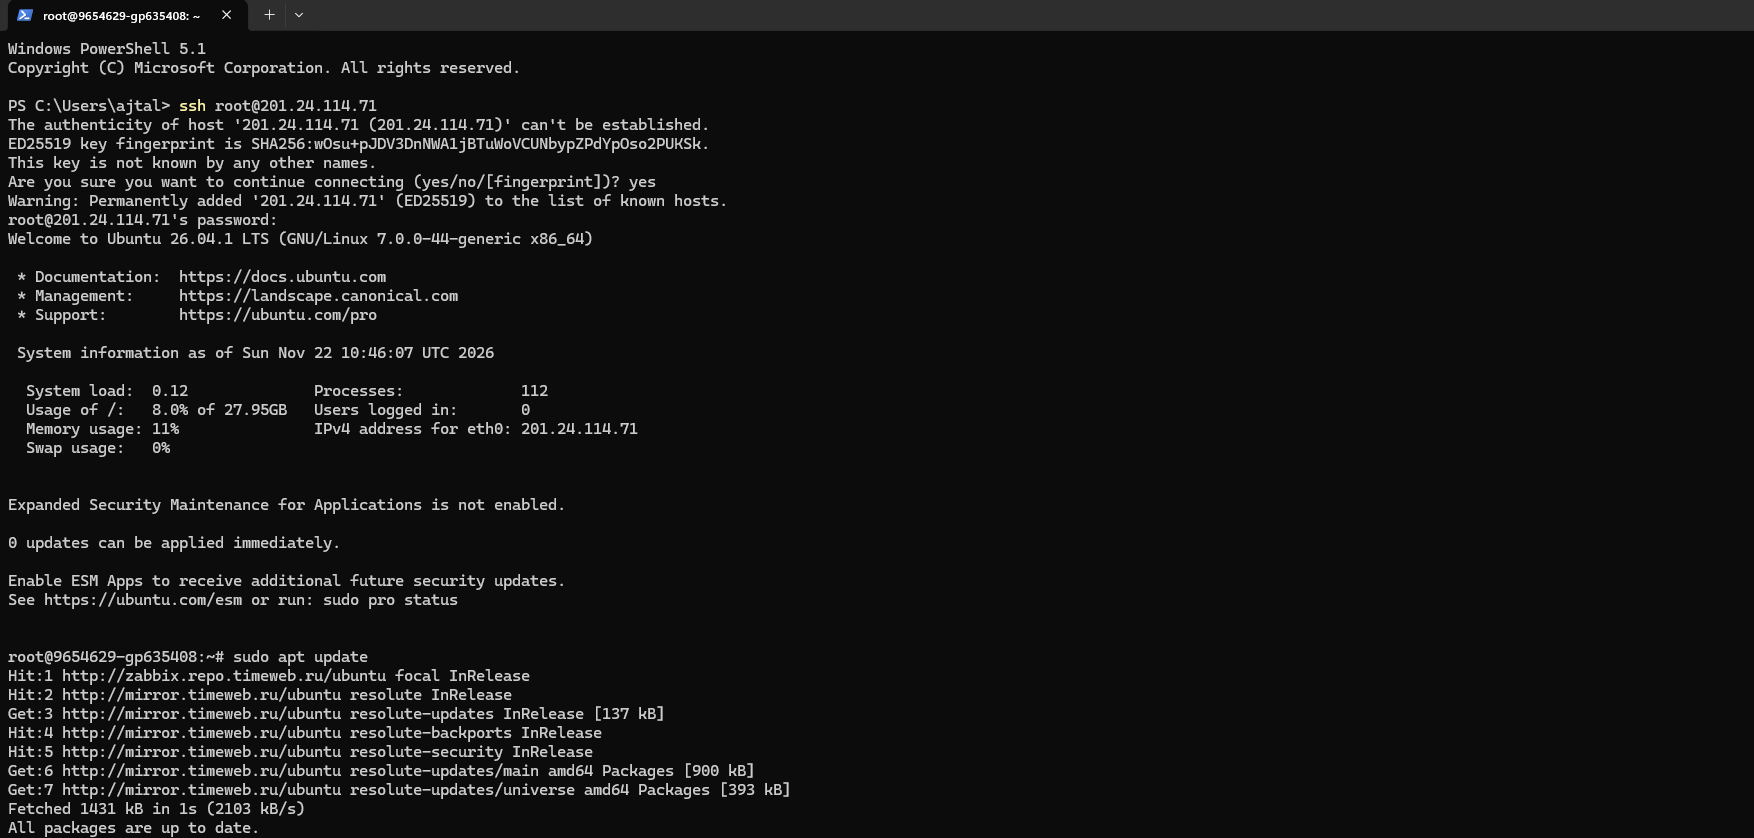 root@9654629-gp635408: ~
Windows PowerShell 5.1
Copyright (C) Microsoft Corporation. All rights reserved.
PS C:\Users\ajtal> ssh root@201.24.114.71
The authenticity of host '201.24.114.71 (201.24.114.71)' can't be established.
ED25519 key fingerprint is SHA256:wOsu+pJDV3DnNWA1jBTuWoVCUNbypZPdYpOso2PUKSk.
This key is not known by any other names.
Are you sure you want to continue connecting (yes/no/[fingerprint])? yes
Warning: Permanently added '201.24.114.71' (ED25519) to the list of known hosts.
root@201.24.114.71's password:
Welcome to Ubuntu 26.04.1 LTS (GNU/Linux 7.0.0-44-generic x86_64)
* Documentation:  https://docs.ubuntu.com
* Management:     https://landscape.canonical.com
* Support:        https://ubuntu.com/pro
System information as of Sun Nov 22 10:46:07 UTC 2026
System load:  0.12              Processes:             112
Usage of /:   8.0% of 27.95GB   Users logged in:       0
Memory usage: 11%               IPv4 address for eth0: 201.24.114.71
Swap usage:   0%
Expanded Security Maintenance for Applications is not enabled.
0 updates can be applied immediately.
Enable ESM Apps to receive additional future security updates.
See https://ubuntu.com/esm or run: sudo pro status
root@9654629-gp635408:~# sudo apt update
Hit:1 http://zabbix.repo.timeweb.ru/ubuntu focal InRelease
Hit:2 http://mirror.timeweb.ru/ubuntu resolute InRelease
Get:3 http://mirror.timeweb.ru/ubuntu resolute-updates InRelease [137 kB]
Hit:4 http://mirror.timeweb.ru/ubuntu resolute-backports InRelease
Hit:5 http://mirror.timeweb.ru/ubuntu resolute-security InRelease
Get:6 http://mirror.timeweb.ru/ubuntu resolute-updates/main amd64 Packages [900 kB]
Get:7 http://mirror.timeweb.ru/ubuntu resolute-updates/universe amd64 Packages [393 kB]
Fetched 1431 kB in 1s (2103 kB/s)
All packages are up to date.